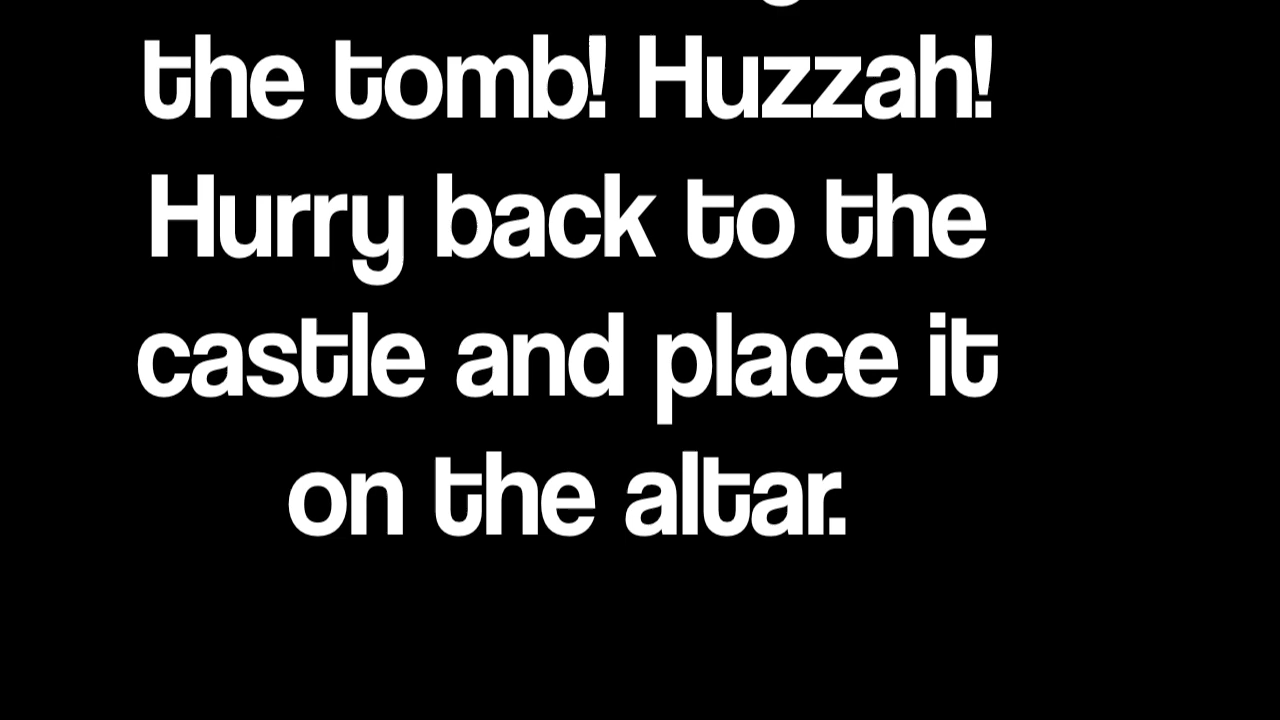 the tomb! Huzzah!
Hurry back to the
castle and place it
on the altar.